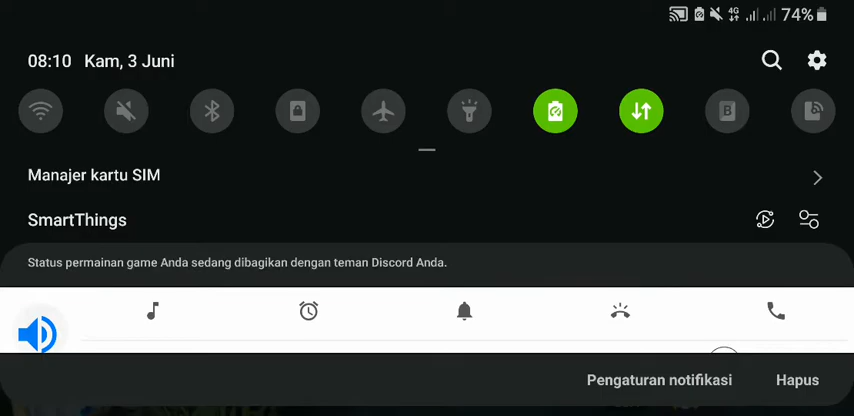 4G 74%
08:10 Kam, 3 Juni
B
Manajer kartu SIM
SmartThings
Status permainan game Anda sedang dibagikan dengan teman Discord Anda.
Pengaturan notifikasi Hapus